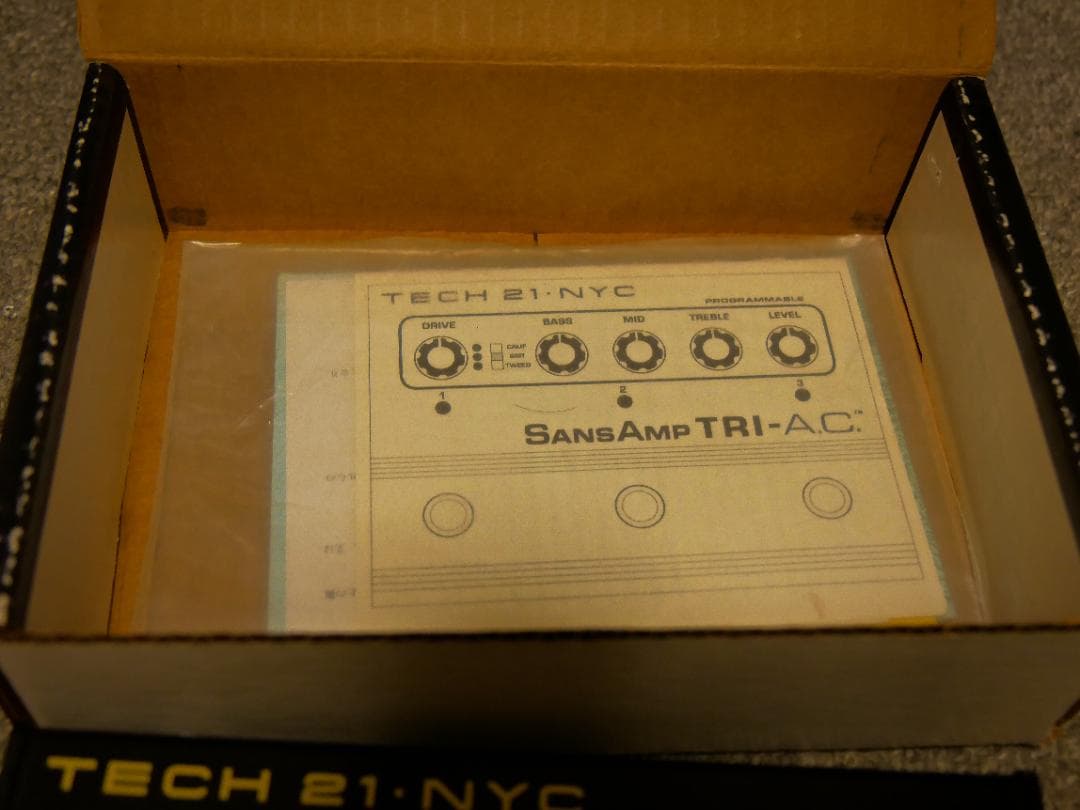 TECH 21·NYC
PROGRAMMABLE
DRIVE BASS MID TREBLE LEVEL
CALIF
BRIT
TWEED
1 2 3
SANSAMP TRI-A.C.™
TECH 21·NYC